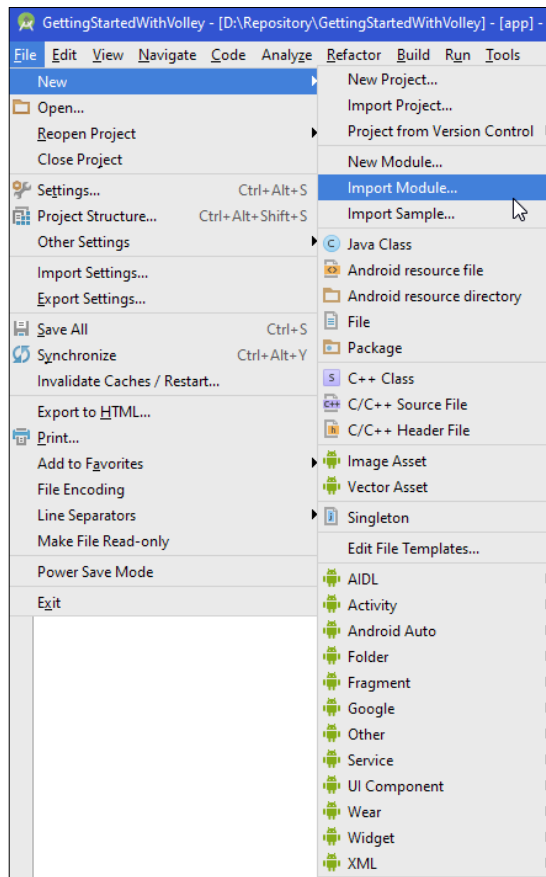 GettingStartedWithVolley - [D:\Repository\GettingStartedWithVolley] - [app] -
File Edit View Navigate Code Analyze Refactor Build Run Tools
New
Open...
Reopen Project
Close Project
Settings... Ctrl+Alt+S
Project Structure... Ctrl+Alt+Shift+S
Other Settings
Import Settings...
Export Settings...
Save All Ctrl+S
Synchronize Ctrl+Alt+Y
Invalidate Caches / Restart...
Export to HTML...
Print...
Add to Favorites
File Encoding
Line Separators
Make File Read-only
Power Save Mode
Exit
New Project...
Import Project...
Project from Version Control
New Module...
Import Module...
Import Sample...
C Java Class
Android resource file
Android resource directory
File
Package
S C++ Class
C++ C/C++ Source File
h C/C++ Header File
Image Asset
Vector Asset
Singleton
Edit File Templates...
AIDL
Activity
Android Auto
Folder
Fragment
Google
Other
Service
UI Component
Wear
Widget
XML